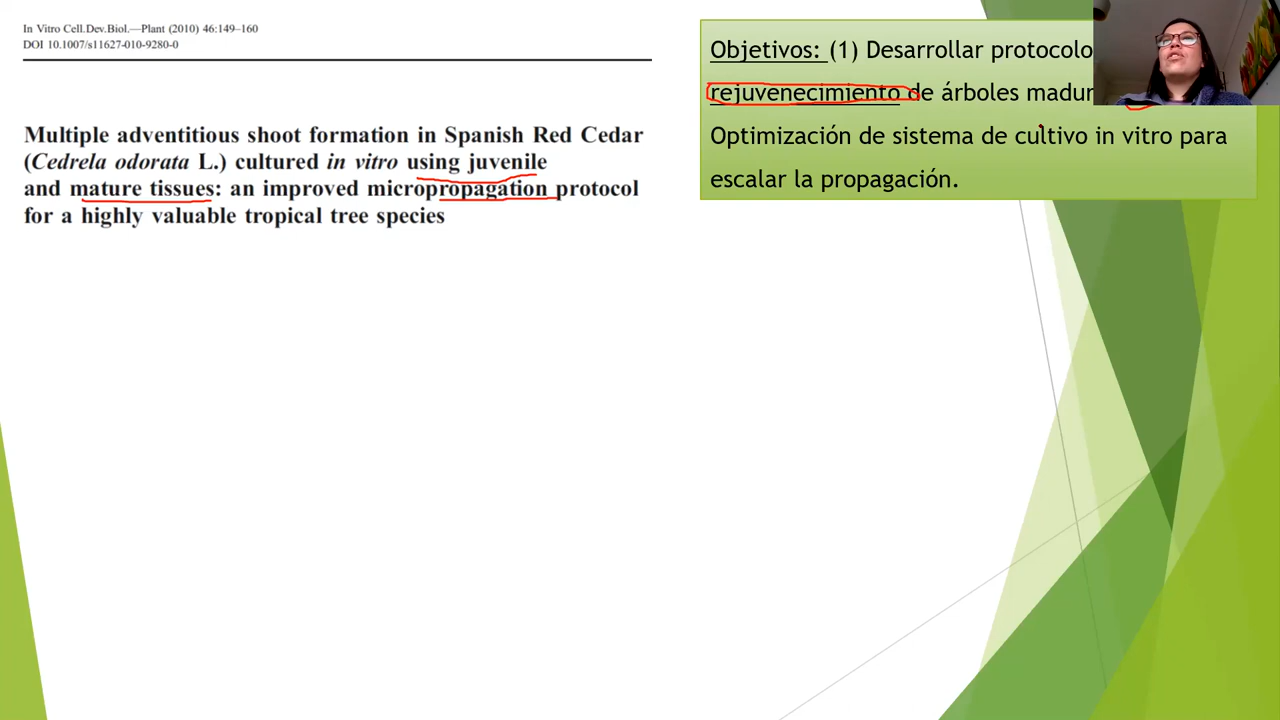 In Vitro Cell.Dev.Biol.—Plant (2010) 46:149–160
DOI 10.1007/s11627-010-9280-0
Multiple adventitious shoot formation in Spanish Red Cedar
(Cedrela odorata L.) cultured in vitro using juvenile
and mature tissues: an improved micropropagation protocol
for a highly valuable tropical tree species
Objetivos: (1) Desarrollar
rejuvenecimiento de árboles
Optimización de sistema de cultivo in vitro para
escalar la propagación.